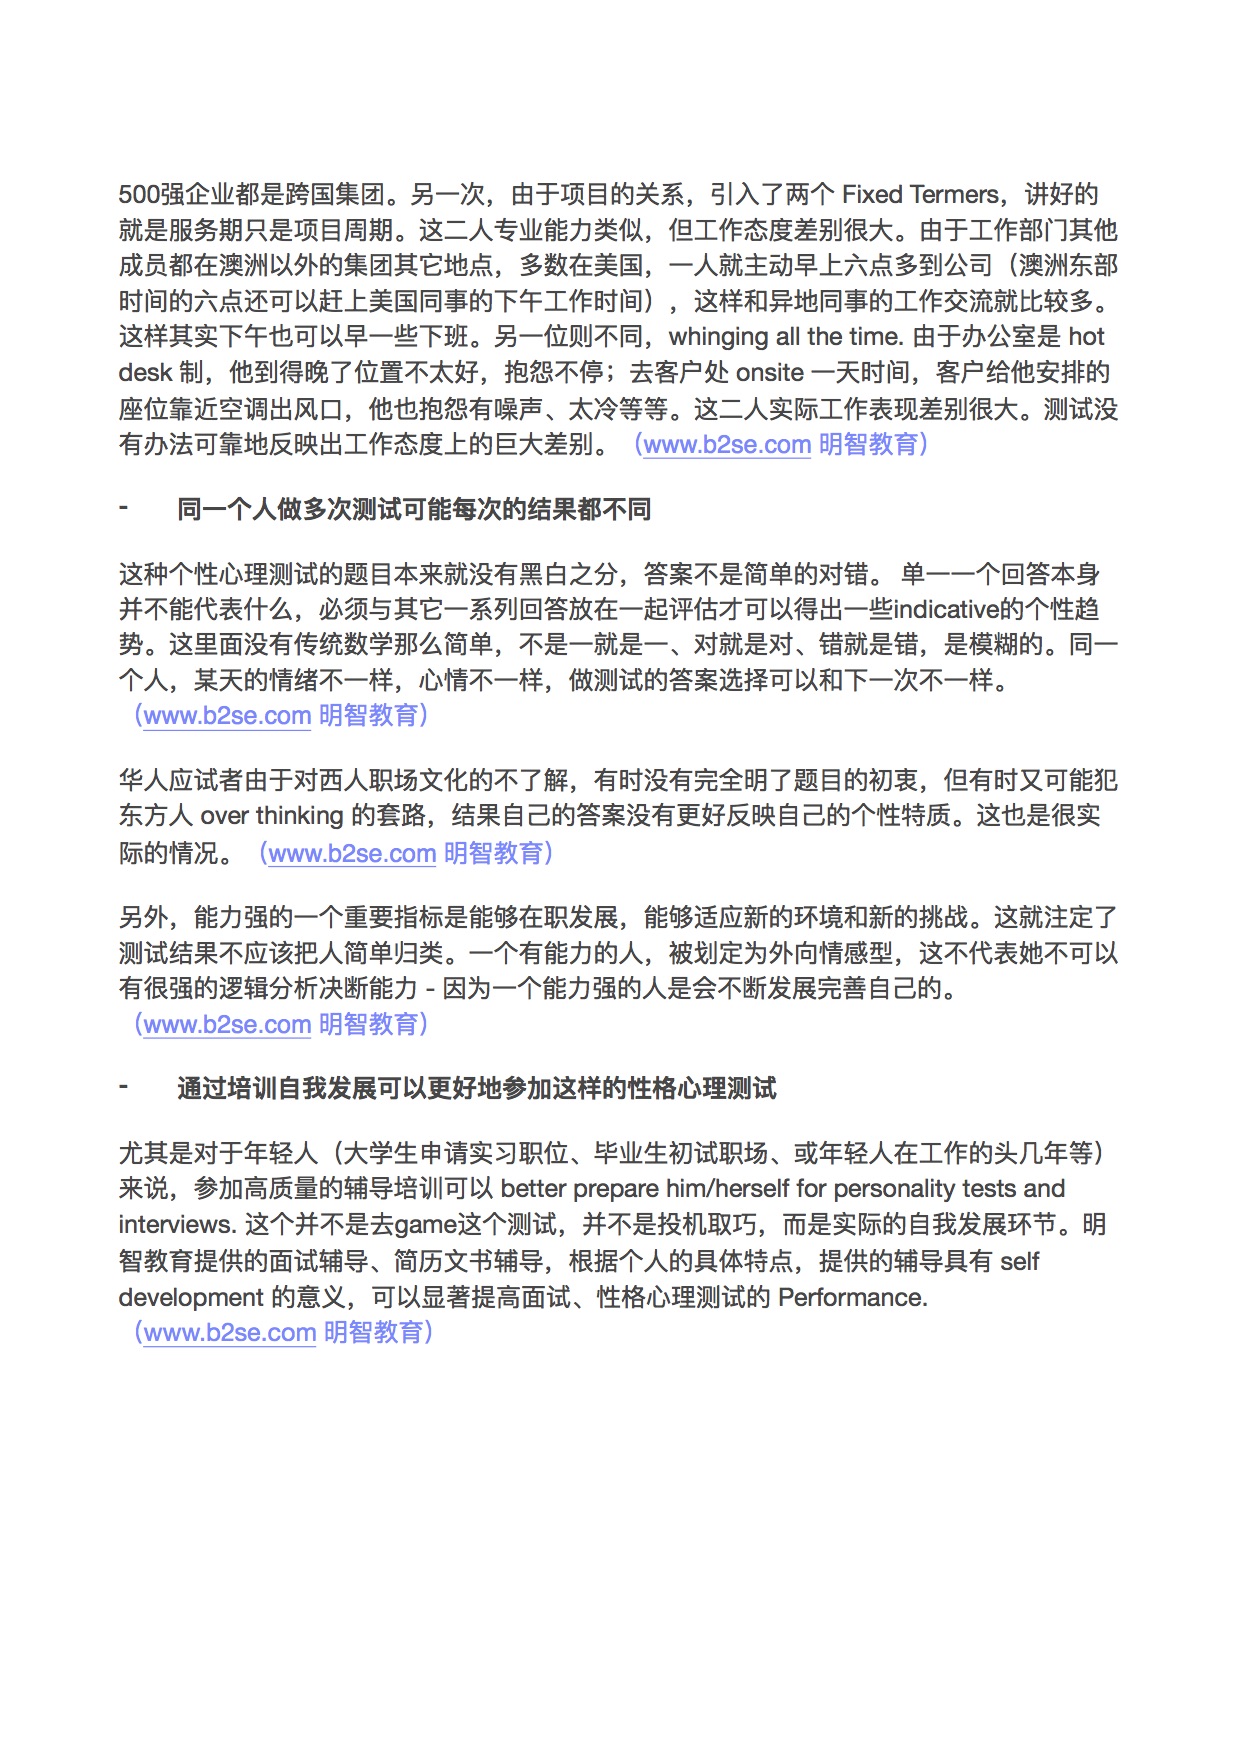 500强企业都是跨国集团。另一次，由于项目的关系，引入了两个 Fixed Termers，讲好的
就是服务期只是项目周期。这二人专业能力类似，但工作态度差别很大。由于工作部门其他
成员都在澳洲以外的集团其它地点，多数在美国，一人就主动早上六点多到公司（澳洲东部
时间的六点还可以赶上美国同事的下午工作时间），这样和异地同事的工作交流就比较多。
这样其实下午也可以早一些下班。另一位则不同，whinging all the time. 由于办公室是 hot
desk 制，他到得晚了位置不太好，抱怨不停；去客户处 onsite 一天时间，客户给他安排的
座位靠近空调出风口，他也抱怨有噪声、太冷等等。这二人实际工作表现差别很大。测试没
有办法可靠地反映出工作态度上的巨大差别。（www.b2se.com 明智教育）
- 同一个人做多次测试可能每次的结果都不同
这种个性心理测试的题目本来就没有黑白之分，答案不是简单的对错。 单一一个回答本身
并不能代表什么，必须与其它一系列回答放在一起评估才可以得出一些indicative的个性趋
势。这里面没有传统数学那么简单，不是一就是一、对就是对、错就是错，是模糊的。同一
个人，某天的情绪不一样，心情不一样，做测试的答案选择可以和下一次不一样。
（www.b2se.com 明智教育）
华人应试者由于对西人职场文化的不了解，有时没有完全明了题目的初衷，但有时又可能犯
东方人 over thinking 的套路，结果自己的答案没有更好反映自己的个性特质。这也是很实
际的情况。（www.b2se.com 明智教育）
另外，能力强的一个重要指标是能够在职发展，能够适应新的环境和新的挑战。这就注定了
测试结果不应该把人简单归类。一个有能力的人，被划定为外向情感型，这不代表她不可以
有很强的逻辑分析决断能力 - 因为一个能力强的人是会不断发展完善自己的。
（www.b2se.com 明智教育）
- 通过培训自我发展可以更好地参加这样的性格心理测试
尤其是对于年轻人（大学生申请实习职位、毕业生初试职场、或年轻人在工作的头几年等）
来说，参加高质量的辅导培训可以 better prepare him/herself for personality tests and
interviews. 这个并不是去game这个测试，并不是投机取巧，而是实际的自我发展环节。明
智教育提供的面试辅导、简历文书辅导，根据个人的具体特点，提供的辅导具有 self
development 的意义，可以显著提高面试、性格心理测试的 Performance.
（www.b2se.com 明智教育）